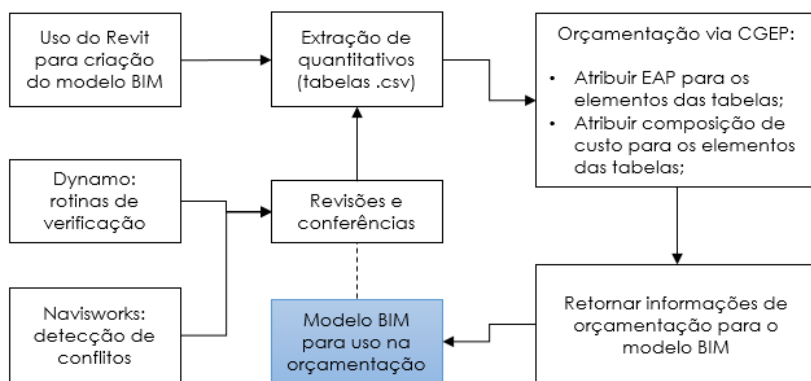 Uso do Revit
para criação
do modelo BIM
Extração de
quantitativos
(tabelas .csv)
Orçamentação via CGEP:
• Atribuir EAP para os
elementos das tabelas;
• Atribuir composição de
custo para os elementos
das tabelas;
Dynamo:
rotinas de
verificação
Revisões e
conferências
Navisworks:
detecção de
conflitos
Modelo BIM
para uso na
orçamentação
Retornar informações de
orçamentação para o
modelo BIM